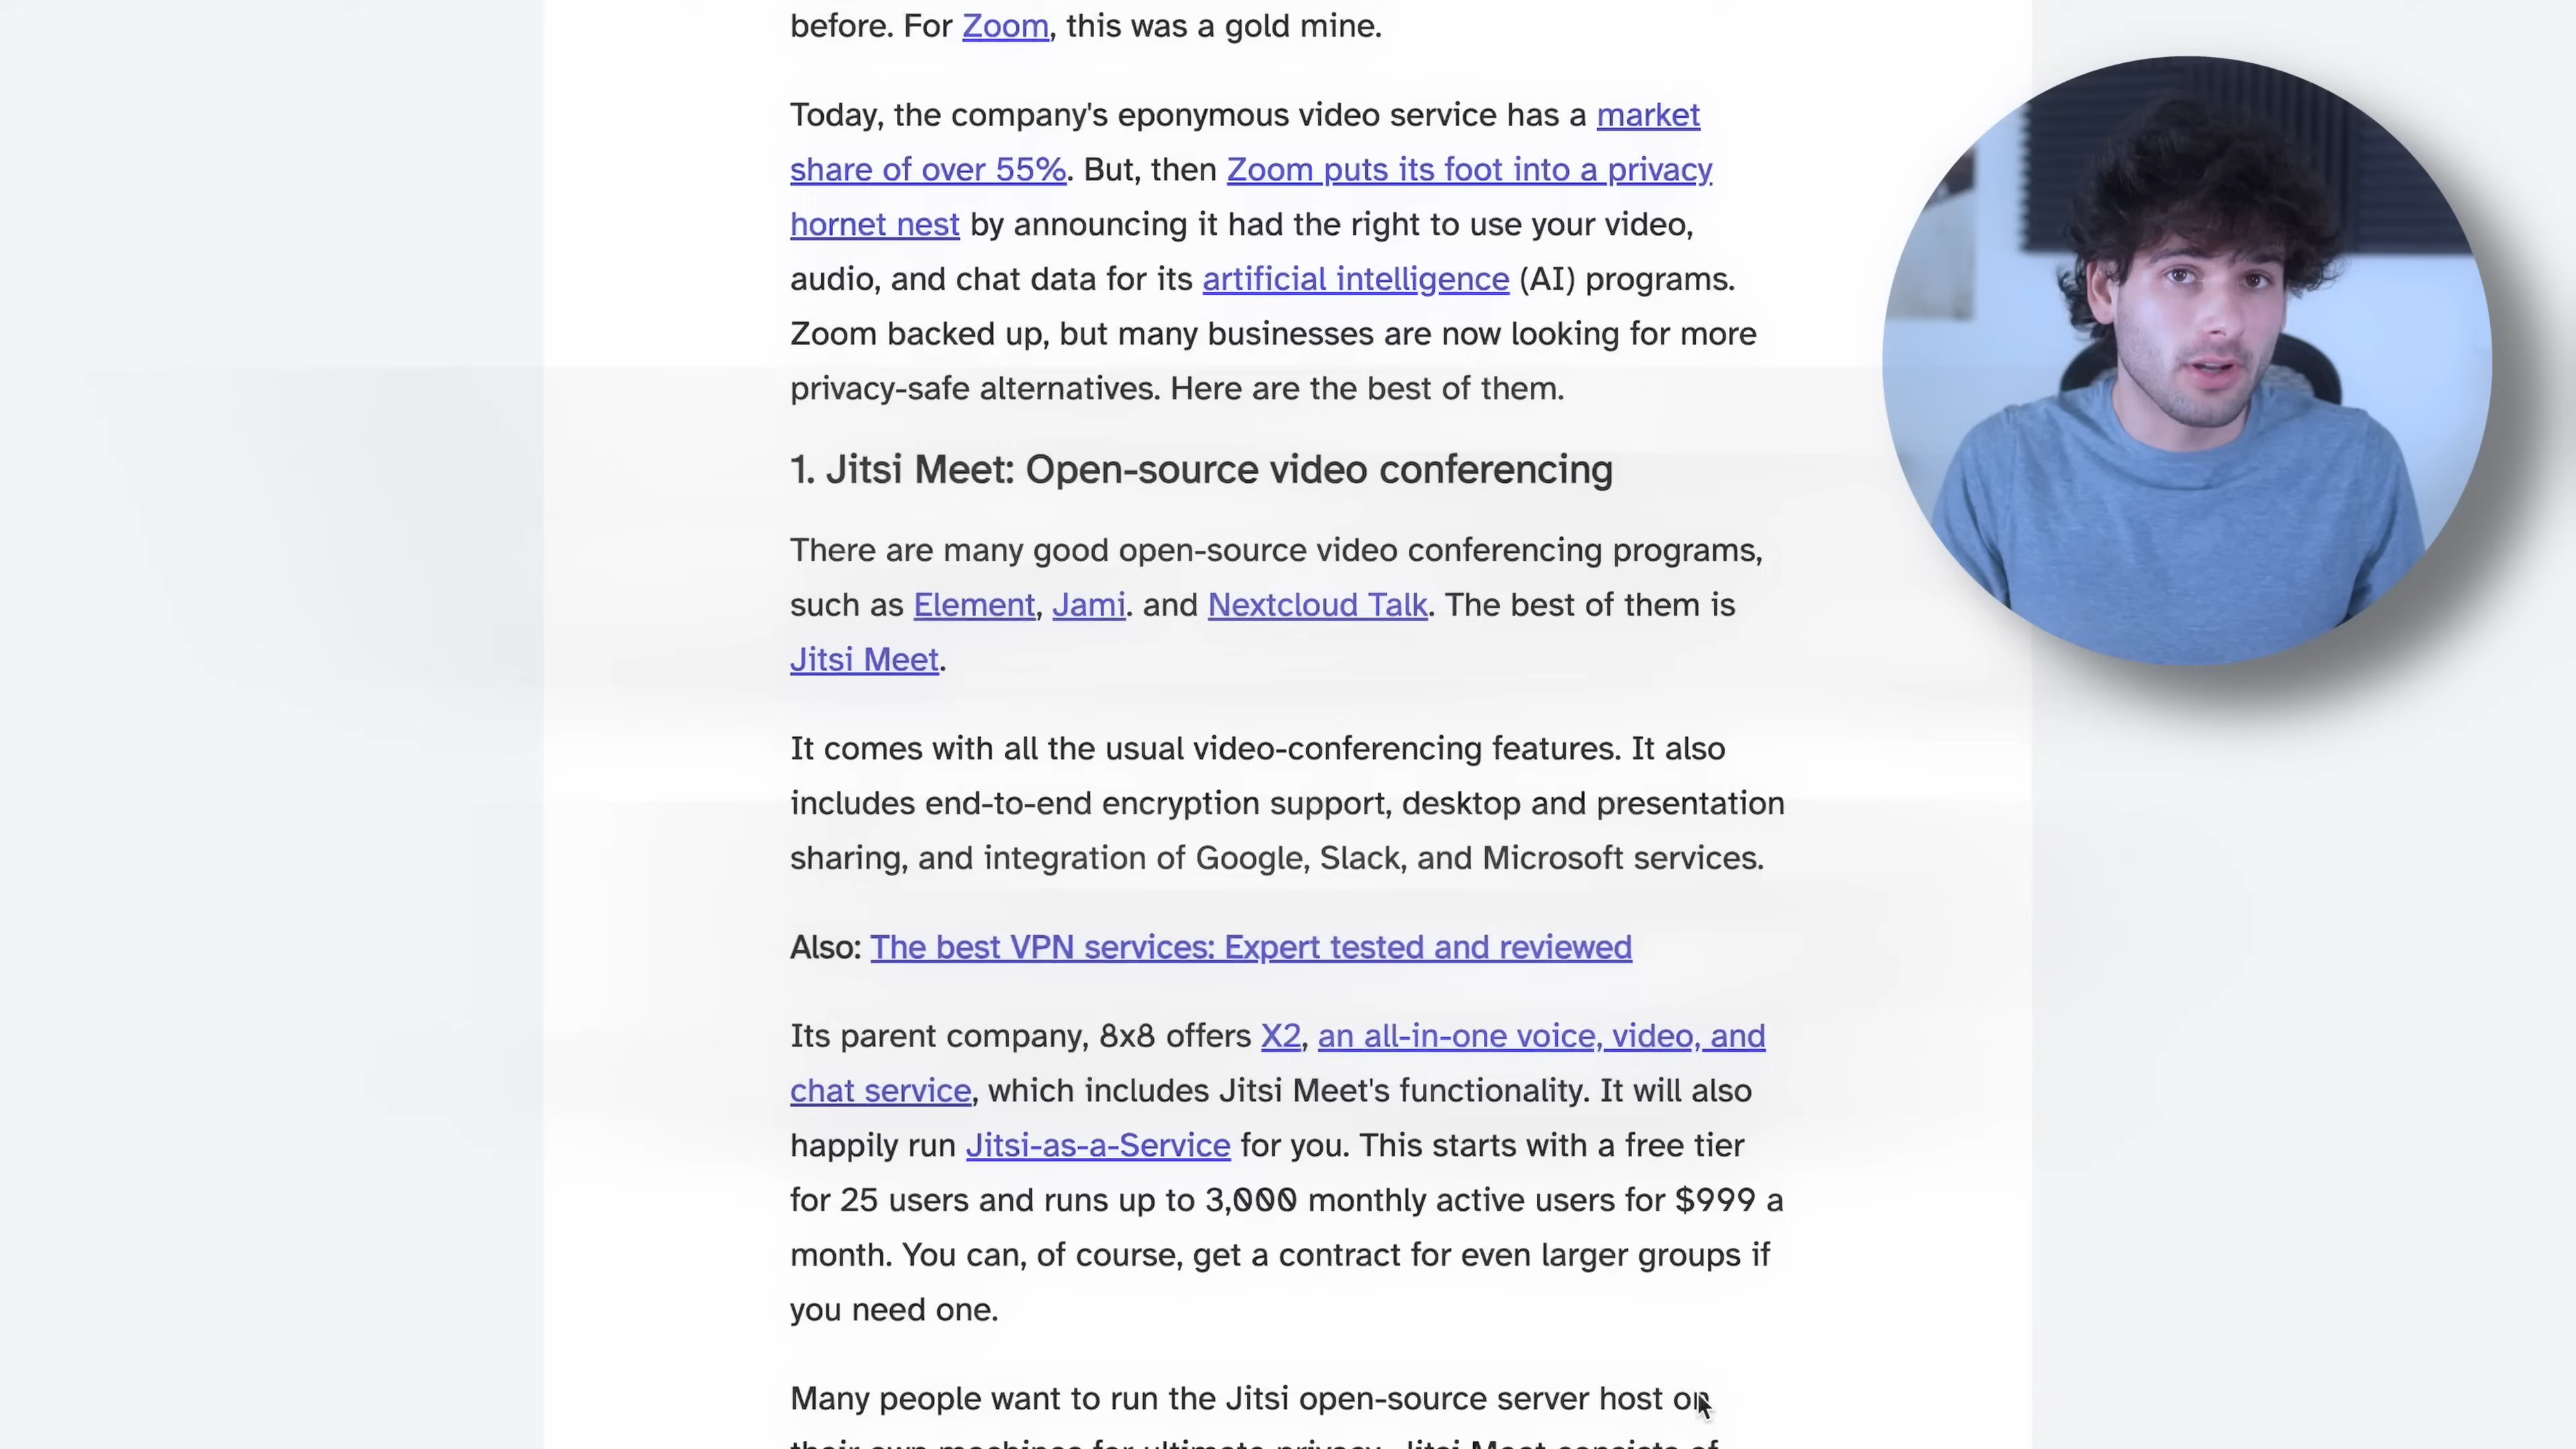 before. For Zoom, this was a gold mine.
Today, the company's eponymous video service has a market
share of over 55%. But, then Zoom puts its foot into a privacy
hornet nest by announcing it had the right to use your video,
audio, and chat data for its artificial intelligence (AI) programs.
Zoom backed up, but many businesses are now looking for more
privacy-safe alternatives. Here are the best of them.
1. Jitsi Meet: Open-source video conferencing
There are many good open-source video conferencing programs,
such as Element, Jami. and Nextcloud Talk. The best of them is
Jitsi Meet.
It comes with all the usual video-conferencing features. It also
includes end-to-end encryption support, desktop and presentation
sharing, and integration of Google, Slack, and Microsoft services.
Also: The best VPN services: Expert tested and reviewed
Its parent company, 8x8 offers X2, an all-in-one voice, video, and
chat service, which includes Jitsi Meet's functionality. It will also
happily run Jitsi-as-a-Service for you. This starts with a free tier
for 25 users and runs up to 3,000 monthly active users for $999 a
month. You can, of course, get a contract for even larger groups if
you need one.
Many people want to run the Jitsi open-source server host on
their own machines for ultimate privacy. Jitsi Meet consists of